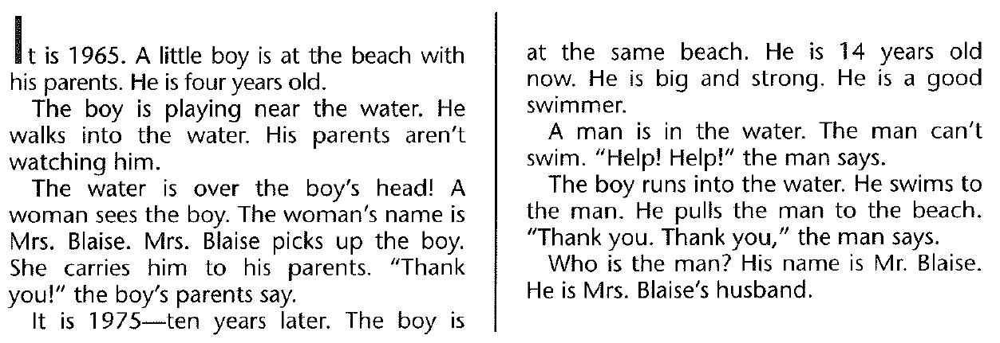 It is 1965. A little boy is at the beach with
his parents. He is four years old.
The boy is playing near the water. He
walks into the water. His parents aren't
watching him.
The water is over the boy's head! A
woman sees the boy. The woman's name is
Mrs. Blaise. Mrs. Blaise picks up the boy.
She carries him to his parents. "Thank
you!" the boy's parents say.
It is 1975—ten years later. The boy is
at the same beach. He is 14 years old
now. He is big and strong. He is a good
swimmer.
A man is in the water. The man can't
swim. "Help! Help!" the man says.
The boy runs into the water. He swims to
the man. He pulls the man to the beach.
"Thank you. Thank you," the man says.
Who is the man? His name is Mr. Blaise.
He is Mrs. Blaise's husband.